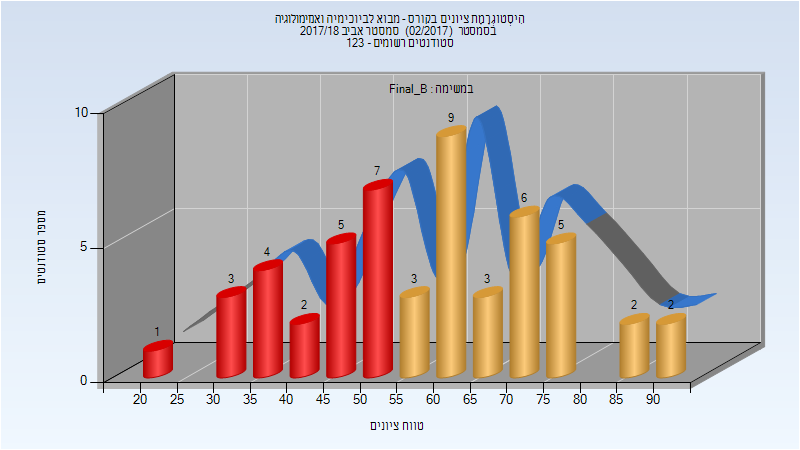 היסטוגרמת ציונים בקורס - מבוא לביוכימיה ואמימולוגיה
בסמסטר (02/2017) סמסטר אביב 2017/18
סטודנטים רשומים - 123
במשימה : Final_B
10
5
0
מספר סטודנטים
1
3
4
2
5
7
3
9
3
6
5
2
2
20 25 30 35 40 45 50 55 60 65 70 75 80 85 90
טווח ציונים